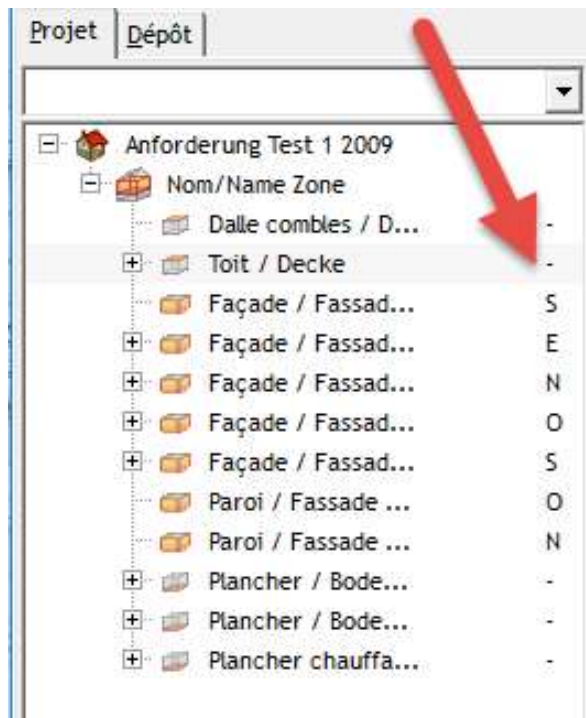 Projet Dépôt
Anforderung Test 1 2009
Nom/Name Zone
Dalle combles / D... -
Toit / Decke -
Façade / Fassad... S
Façade / Fassad... E
Façade / Fassad... N
Façade / Fassad... O
Façade / Fassad... S
Paroi / Fassade ... O
Paroi / Fassade ... N
Plancher / Bode... -
Plancher / Bode... -
Plancher chauffa... -